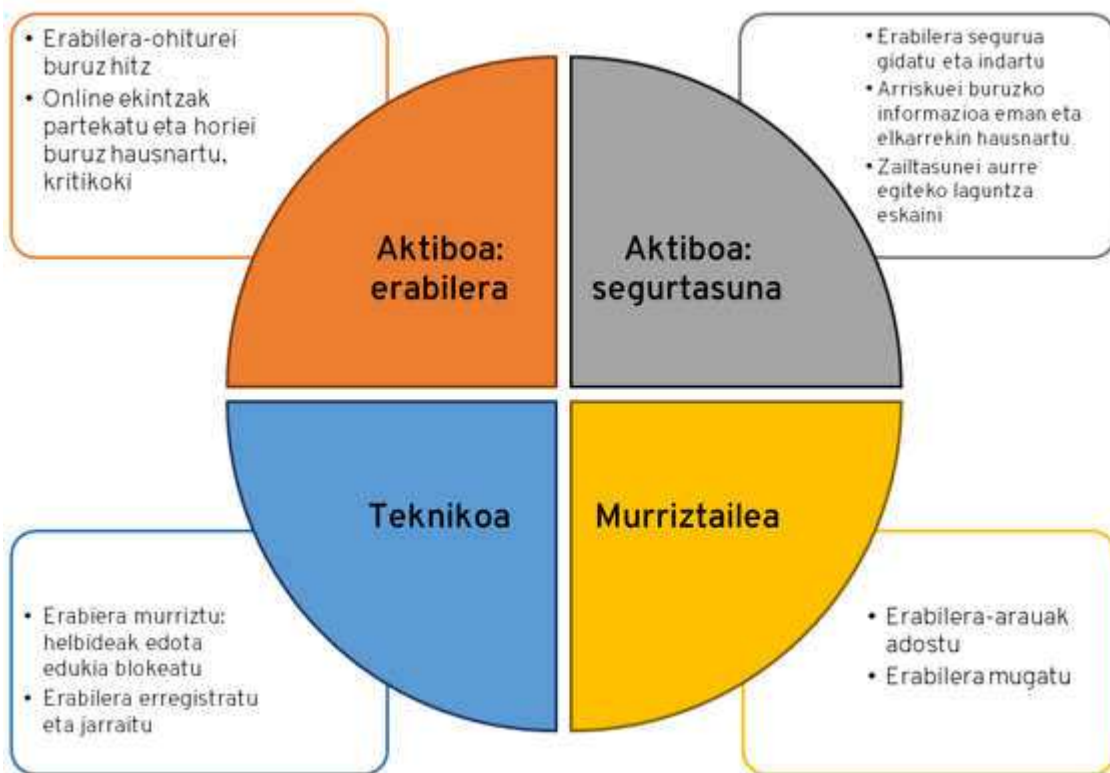 • Erabilera-ohiturei
buruz hitz
• Online ekintzak
partekatu eta horiei
buruz hausnartu,
kritikoki
• Erabilera segurua
gidatu eta indartu
• Arriskuei buruzko
informazioa eman eta
elkarrekin hausnartu
• Zailtasunei aurre
egiteko laguntza
eskaini
Aktiboa:
erabilera
Aktiboa:
segurtasuna
Teknikoa
Murriztailea
• Erabiera murriztu:
helbideak edota
edukia blokeatu
• Erabilera erregistratu
eta jarraitu
• Erabilera-arauak
adostu
• Erabilera mugatu